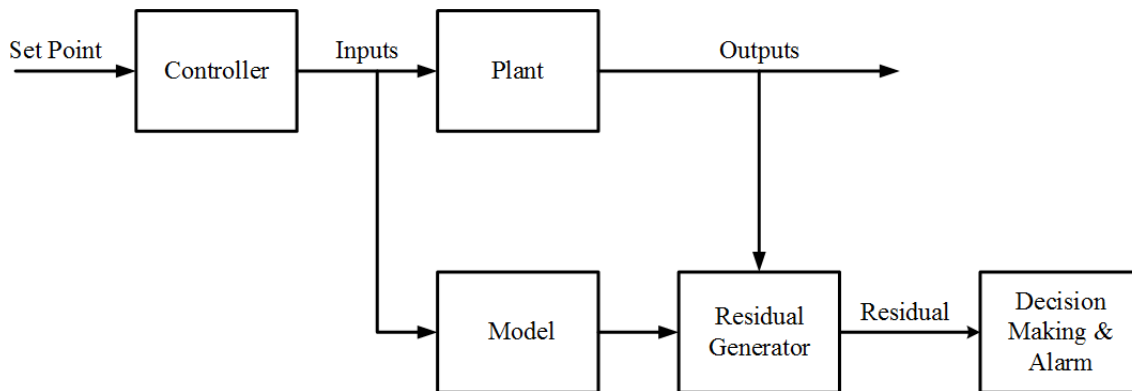 Set Point
Controller
Inputs
Plant
Outputs
Model
Residual
Generator
Residual
Decision
Making &
Alarm